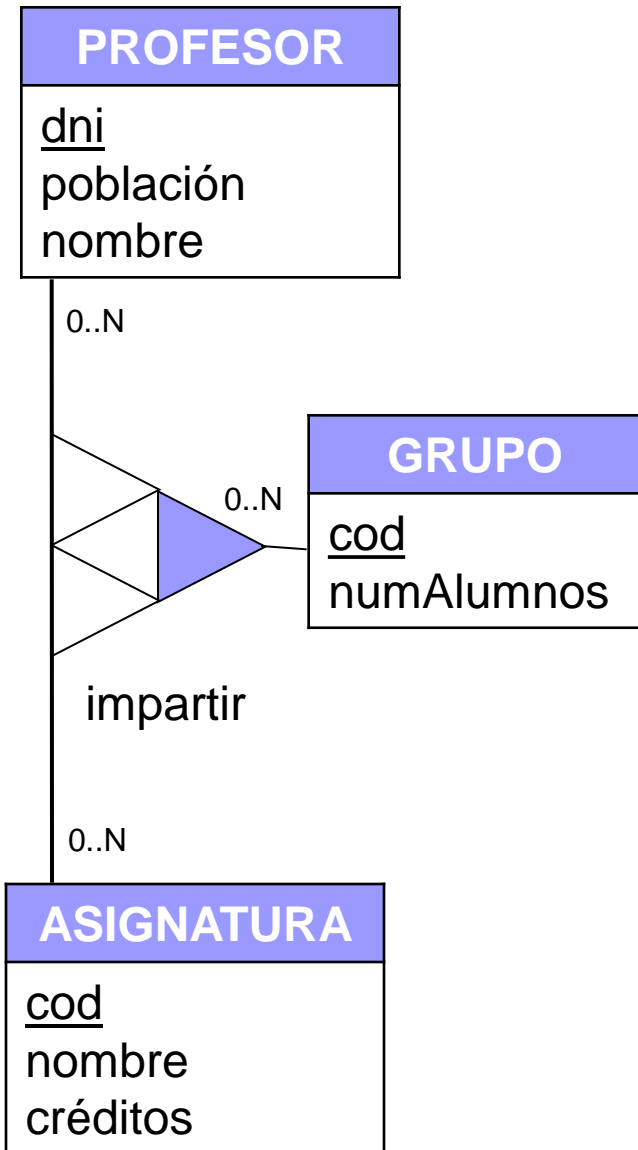 PROFESOR
dni
población
nombre
0..N
0..N
GRUPO
cod
numAlumnos
impartir
0..N
ASIGNATURA
cod
nombre
créditos